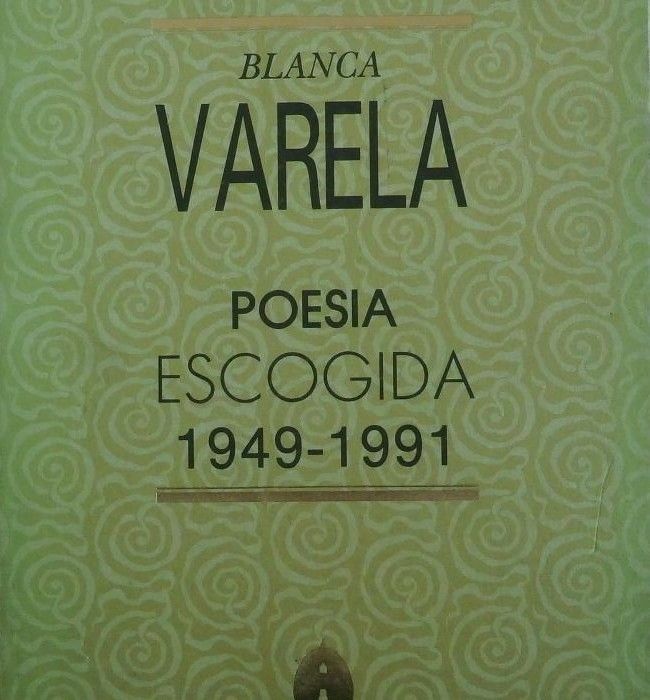 BLANCA
VARELA
POESIA
ESCOGIDA
1949-1991